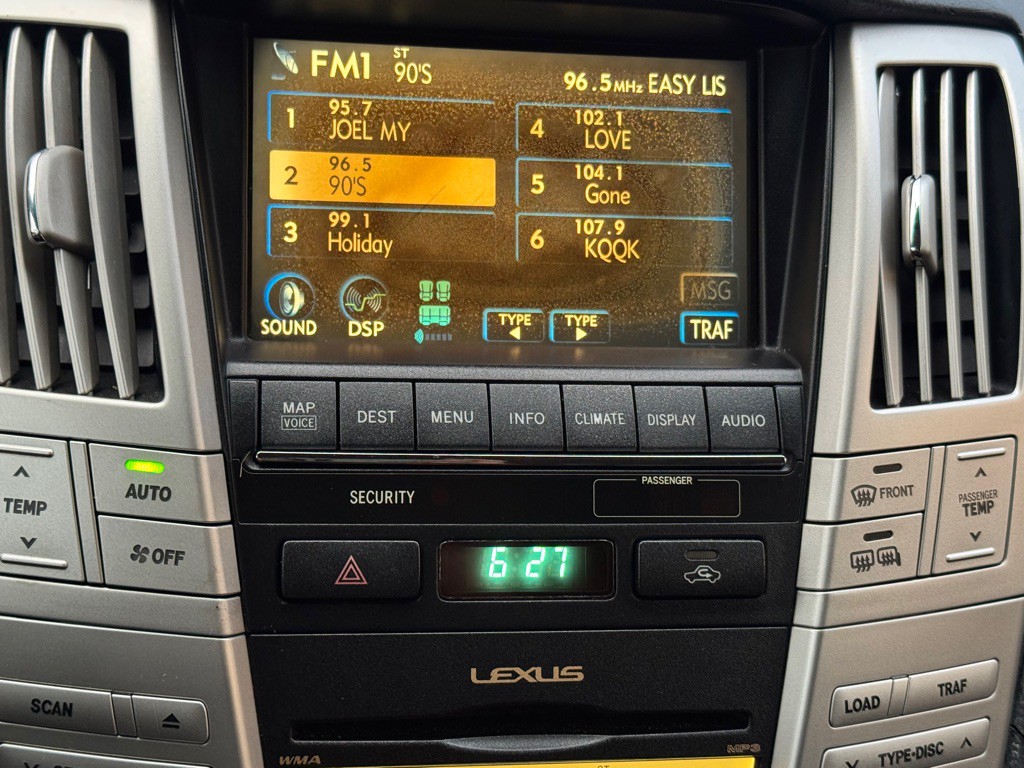 FM1 ST 90'S
96.5MHz EASY LIS
1 95.7
JOEL MY
2 96.5
90'S
3 99.1
Holiday
4 102.1
LOVE
5 104.1
Gone
6 107.9
KQQK
MSG
SOUND
DSP
TYPE
TYPE
TRAF
MAP
VOICE
DEST
MENU
INFO
CLIMATE
DISPLAY
AUDIO
SECURITY
PASSENGER
TEMP
AUTO
OFF
FRONT
PASSENGER
TEMP
6 27
LEXUS
SCAN
LOAD
TRAF
TYPE•DISC
WMA
MP3
ST